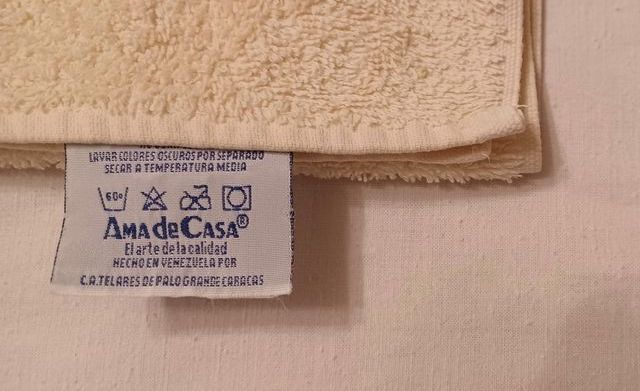 LAVAR COLORES OSCUROS POR SEPARADO
SECAR A TEMPERATURA MEDIA
60°
AMA de CASA®
El arte de la calidad
HECHO EN VENEZUELA POR
C.A. TELARES DE PALO GRANDE CARACAS